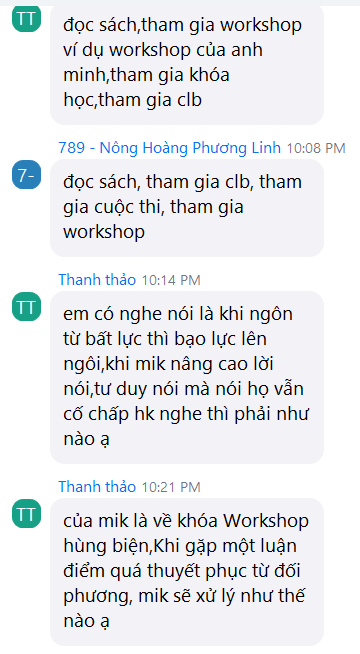 TT
đọc sách,tham gia workshop
ví dụ workshop của anh
minh,tham gia khóa
học,tham gia clb
789 - Nông Hoàng Phương Linh 10:08 PM
7-
đọc sách, tham gia clb, tham
gia cuộc thi, tham gia
workshop
Thanh thảo 10:14 PM
TT
em có nghe nói là khi ngôn
từ bất lực thì bạo lực lên
ngôi,khi mik nâng cao lời
nói,tư duy nói mà nói họ vẫn
cố chấp hk nghe thì phải như
nào ạ
Thanh thảo 10:21 PM
TT
của mik là về khóa Workshop
hùng biện,Khi gặp một luận
điểm quá thuyết phục từ đối
phương, mik sẽ xử lý như thế
nào ạ